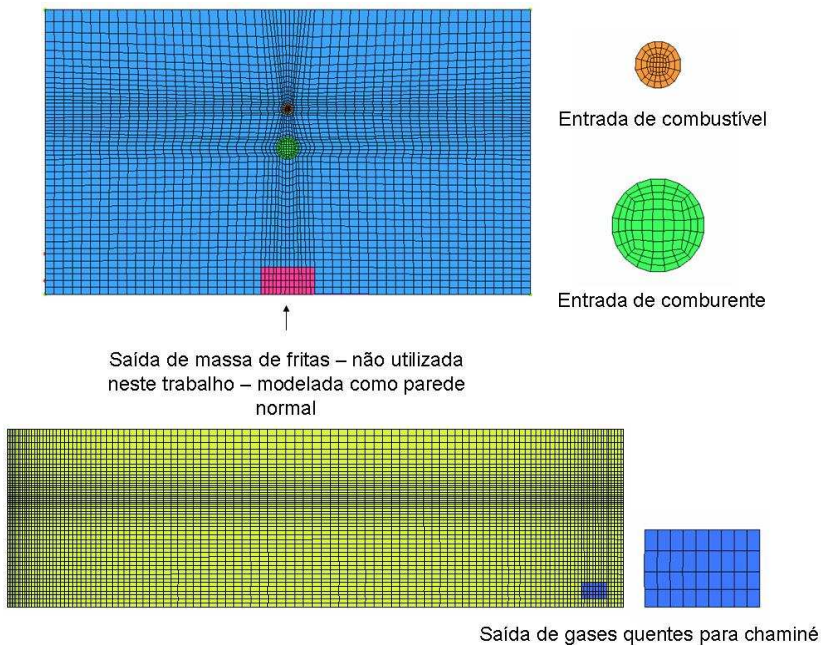 Entrada de combustível
Entrada de comburente
Saída de massa de fritas – não utilizada
neste trabalho – modelada como parede
normal
Saída de gases quentes para chaminé